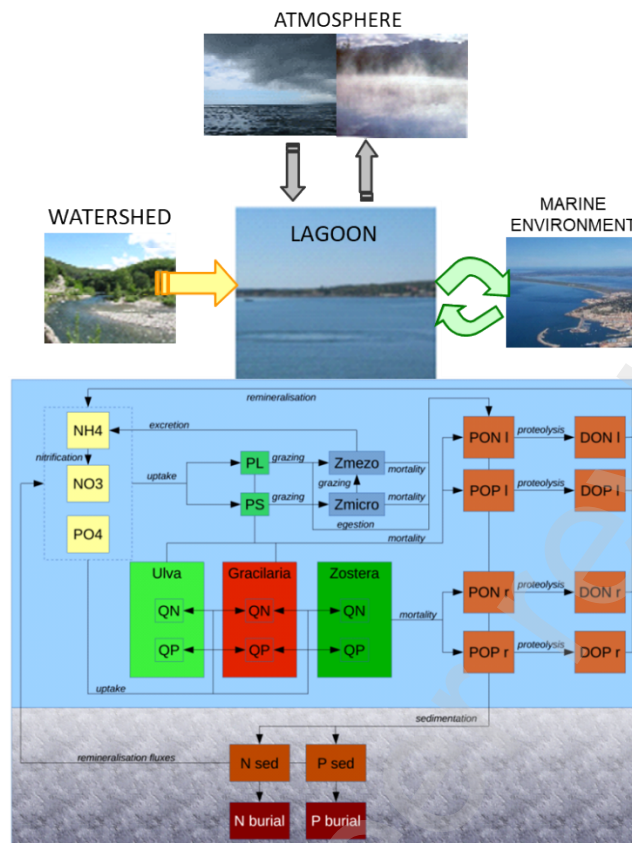 ATMOSPHERE
WATERSHED
LAGOON
MARINE
ENVIRONMENT
remineralisation
NH4
excretion
PON l
proteolysis
DON l
nitrification
PL
grazing
Zmezo
mortality
NO3
uptake
grazing
POP l
proteolysis
DOP l
PS
grazing
Zmicro
mortality
PO4
egestion
mortality
Ulva
Gracilaria
Zostera
PON r
proteolysis
DON r
QN
QN
QN
mortality
QP
QP
QP
POP r
proteolysis
DOP r
uptake
sedimentation
remineralisation fluxes
N sed
P sed
N burial
P burial